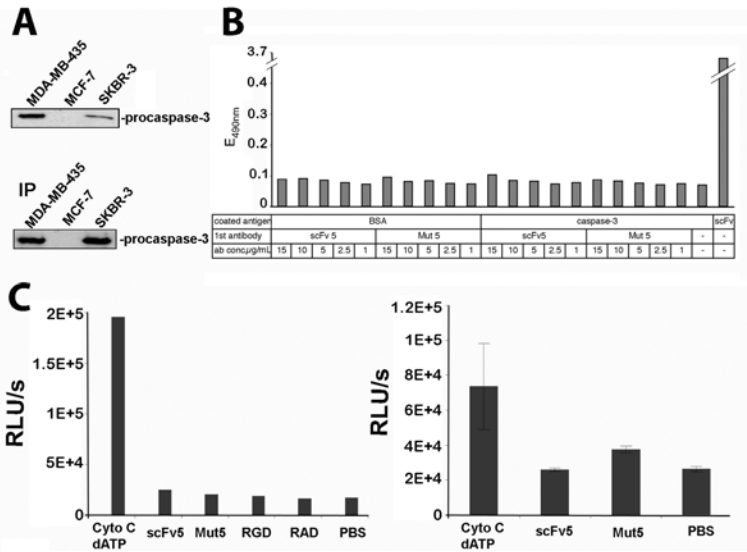 A
MDA-MB-435
MCF-7
SKBR-3
-procaspase-3
IP
MDA-MB-435
MCF-7
SKBR-3
-procaspase-3
B
3.7
0.4
0.3
0.2
0.1
0
E490nm
coated antigen BSA caspase-3 scFv
1st antibody scFv 5 Mut 5 scFv5 Mut 5 - -
ab concµg/mL 15 10 5 2.5 1 15 10 5 2.5 1 15 10 5 2.5 1 15 10 5 2.5 1 - -
C
2E+5
1E+5
5E+4
0
RLU/s
Cyto C
dATP
scFv5
Mut5
RGD
RAD
PBS
1.2E+5
1E+5
8E+4
6E+4
4E+4
2E+4
0
RLU/s
Cyto C
dATP
scFv5
Mut5
PBS